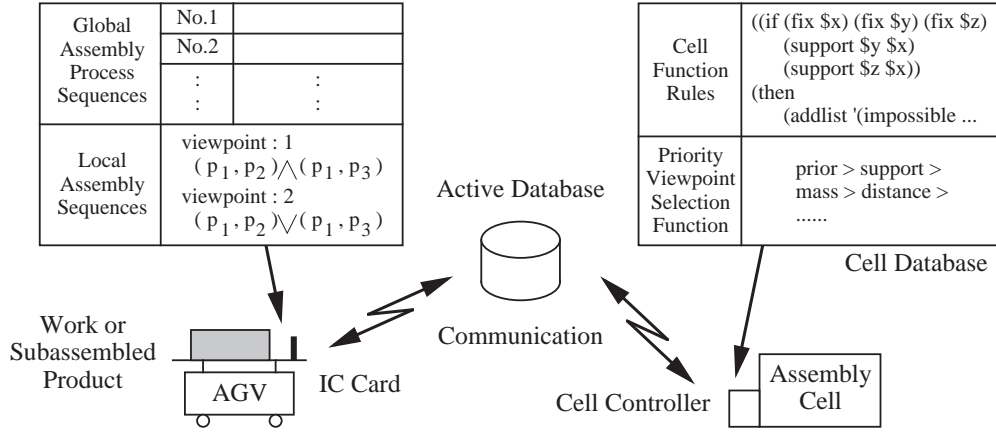 Global
Assembly
Process
Sequences
No.1
No.2
:
:
:
:
Local
Assembly
Sequences
viewpoint : 1
(p1, p2)∧(p1, p3)
viewpoint : 2
(p1, p2)∨(p1, p3)
Cell
Function
Rules
((if (fix $x) (fix $y) (fix $z)
(support $y $x)
(support $z $x))
(then
(addlist '(impossible ...
Priority
Viewpoint
Selection
Function
prior > support >
mass > distance >
......
Cell Database
Active Database
Communication
Work or
Subassembled
Product
AGV
IC Card
Cell Controller
Assembly
Cell